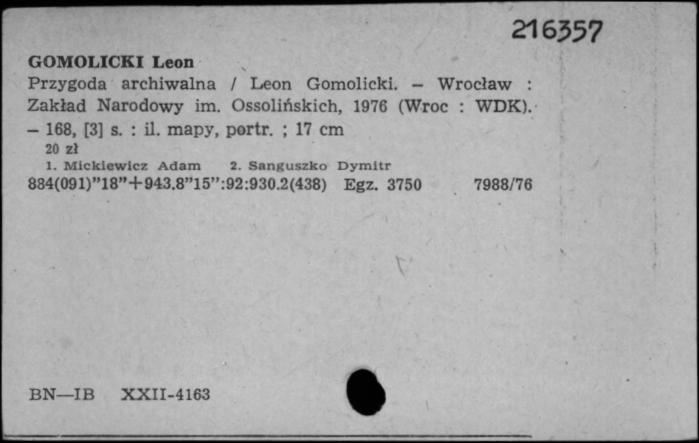 216357
GOMOLICKI Leon
Przygoda archiwalna / Leon Gomolicki. — Wrocław :
Zakład Narodowy im. Ossolińskich, 1976 (Wroc : WDK).
— 168, [3] s. : il. mapy, portr. ; 17 cm
20 zł
1. Mickiewicz Adam 2. Sanguszko Dymitr
884(091)”18”+943.8”15”:92:930.2(438) Egz. 3750 7988/76
BN—IB XXII-4163